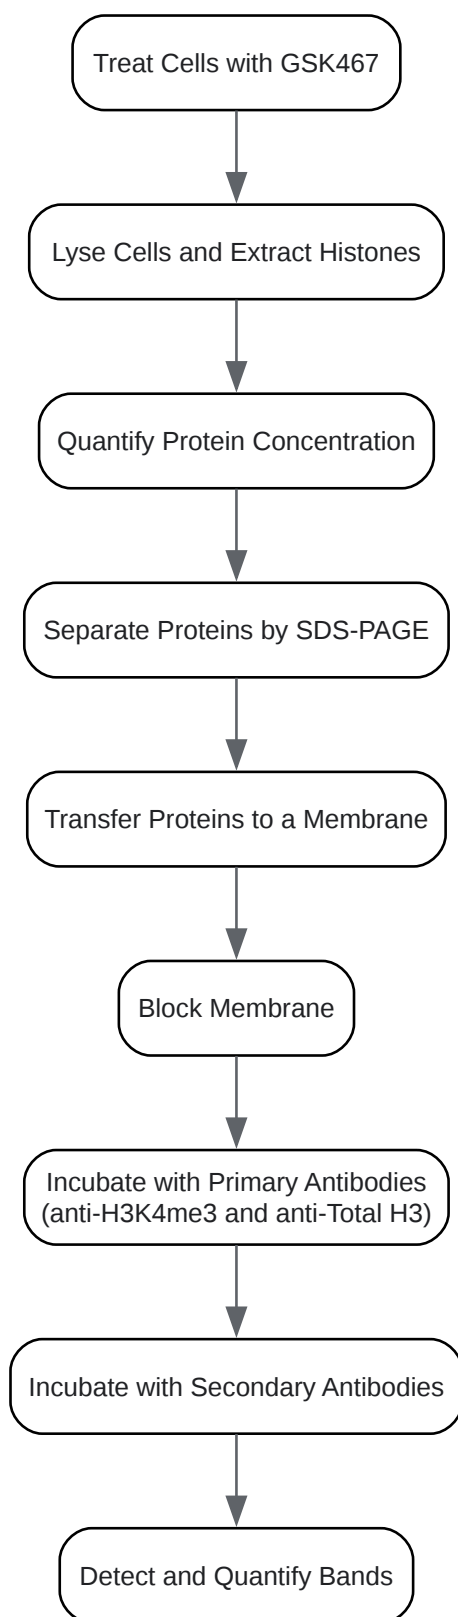 Treat Cells with GSK467
Lyse Cells and Extract Histones
Quantify Protein Concentration
Separate Proteins by SDS-PAGE
Transfer Proteins to a Membrane
Block Membrane
Incubate with Primary Antibodies
(anti-H3K4me3 and anti-Total H3)
Incubate with Secondary Antibodies
Detect and Quantify Bands